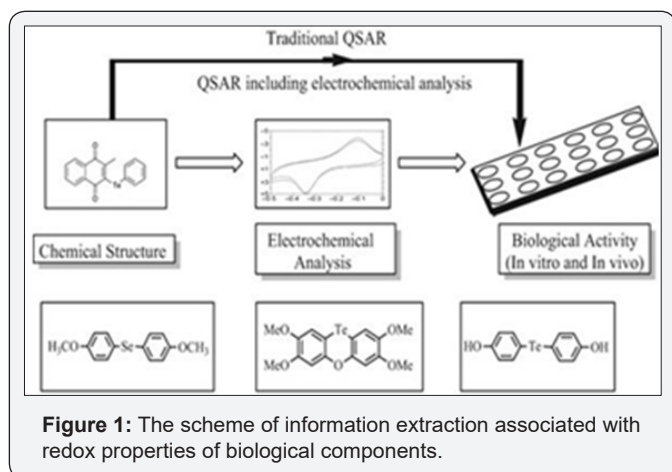 Traditional QSAR
QSAR including electrochemical analysis
O
Te
O
Chemical Structure
Electrochemical
Analysis
Biological Activity
(In vitro and In vivo)
H₃CO Se OCH₃
MeO Te OMe
MeO O OMe
HO Te OH
Figure 1: The scheme of information extraction associated with
redox properties of biological components.